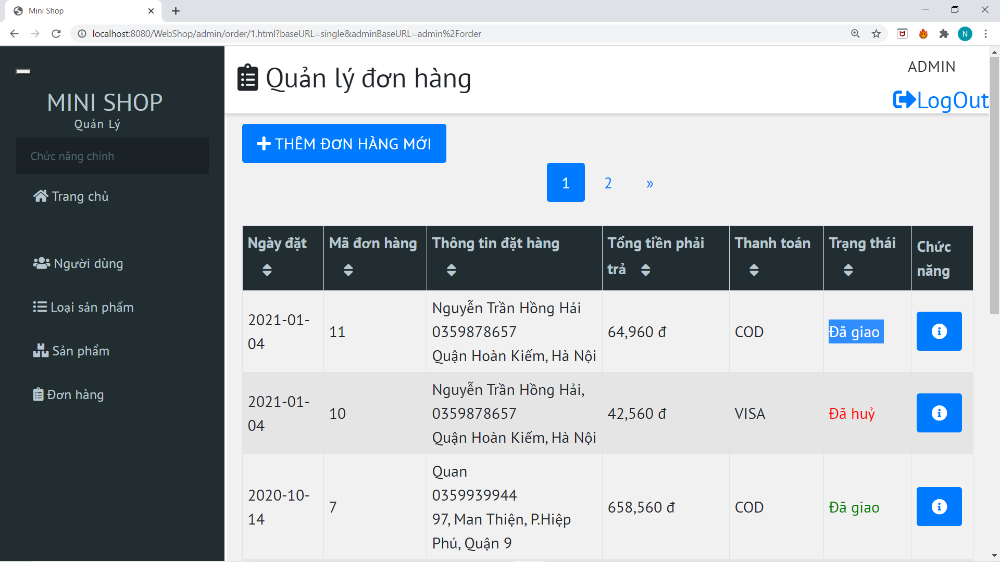 Mini Shop
localhost:8080/WebShop/admin/order/1.html?baseURL=single&adminBaseURL=admin%2Forder
N
MINI SHOP
Quản Lý
Chức năng chính
Trang chủ
Người dùng
Loại sản phẩm
Sản phẩm
Đơn hàng
Quản lý đơn hàng
ADMIN
LogOut
THÊM ĐƠN HÀNG MỚI
1 2 »
Ngày đặt Mã đơn hàng Thông tin đặt hàng Tổng tiền phải trả Thanh toán Trạng thái Chức năng
2021-01-04 11 Nguyễn Trần Hồng Hải
0359878657
Quận Hoàn Kiếm, Hà Nội
64,960 đ COD Đã giao
2021-01-04 10 Nguyễn Trần Hồng Hải,
0359878657
Quận Hoàn Kiếm, Hà Nội
42,560 đ VISA Đã huỷ
2020-10-14 7 Quan
0359939944
97, Man Thiện, P.Hiệp
Phú, Quận 9
658,560 đ COD Đã giao